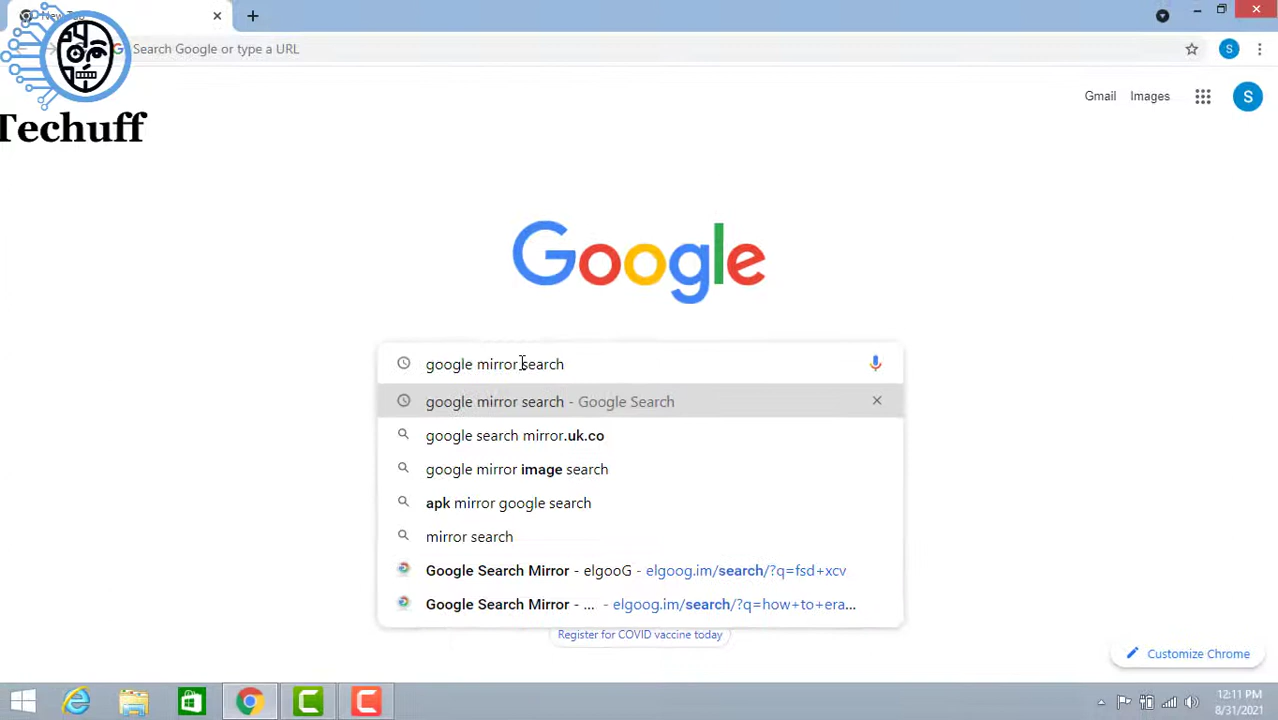 New Tab
Search Google or type a URL
S
Techuff
Gmail
Images
S
Google
google mirror search
google mirror search - Google Search
google search mirror.uk.co
google mirror image search
apk mirror google search
mirror search
Google Search Mirror - elgooG - elgoog.im/search/?q=fsd+xcv
Google Search Mirror - ... - elgoog.im/search/?q=how+to+era...
Register for COVID vaccine today
Customize Chrome
12:11 PM
8/31/2021